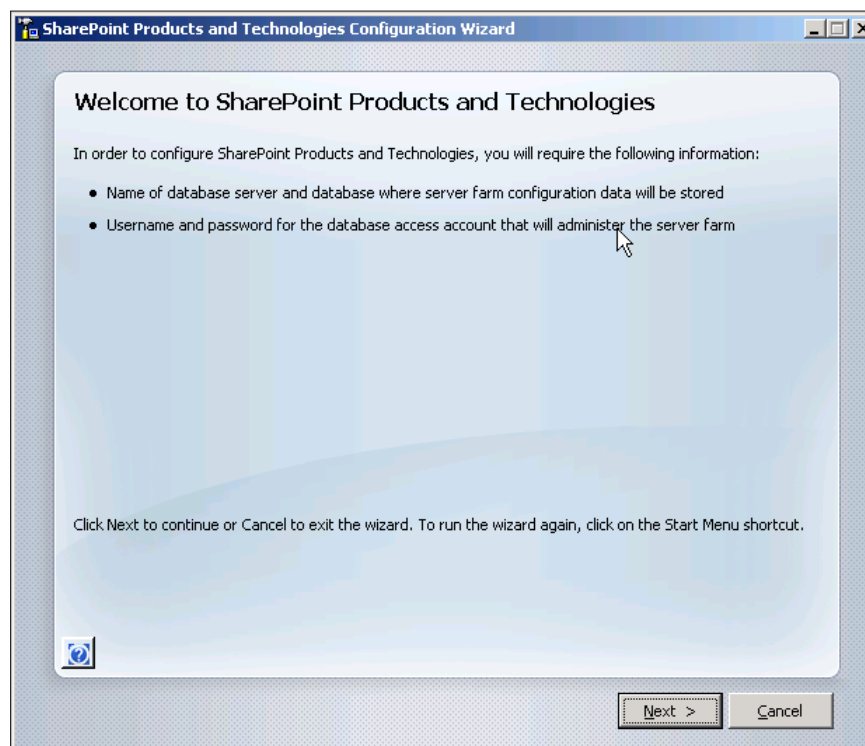 SharePoint Products and Technologies Configuration Wizard
Welcome to SharePoint Products and Technologies
In order to configure SharePoint Products and Technologies, you will require the following information:
• Name of database server and database where server farm configuration data will be stored
• Username and password for the database access account that will administer the server farm
Click Next to continue or Cancel to exit the wizard. To run the wizard again, click on the Start Menu shortcut.
Next >
Cancel